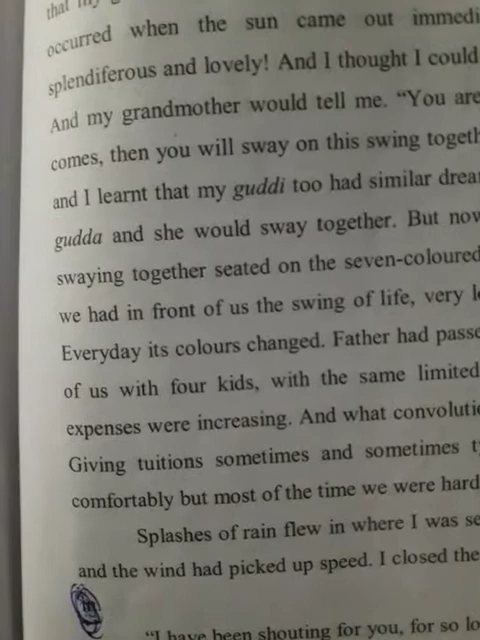 that my
occurred when the sun came out immedi
splendiferous and lovely! And I thought I could
And my grandmother would tell me. “You are
comes, then you will sway on this swing togeth
and I learnt that my guddi too had similar drea
gudda and she would sway together. But now
swaying together seated on the seven-coloured
we had in front of us the swing of life, very l
Everyday its colours changed. Father had passe
of us with four kids, with the same limited
expenses were increasing. And what convoluti
Giving tuitions sometimes and sometimes t
comfortably but most of the time we were hard
Splashes of rain flew in where I was se
and the wind had picked up speed. I closed the
“I have been shouting for you, for so lo